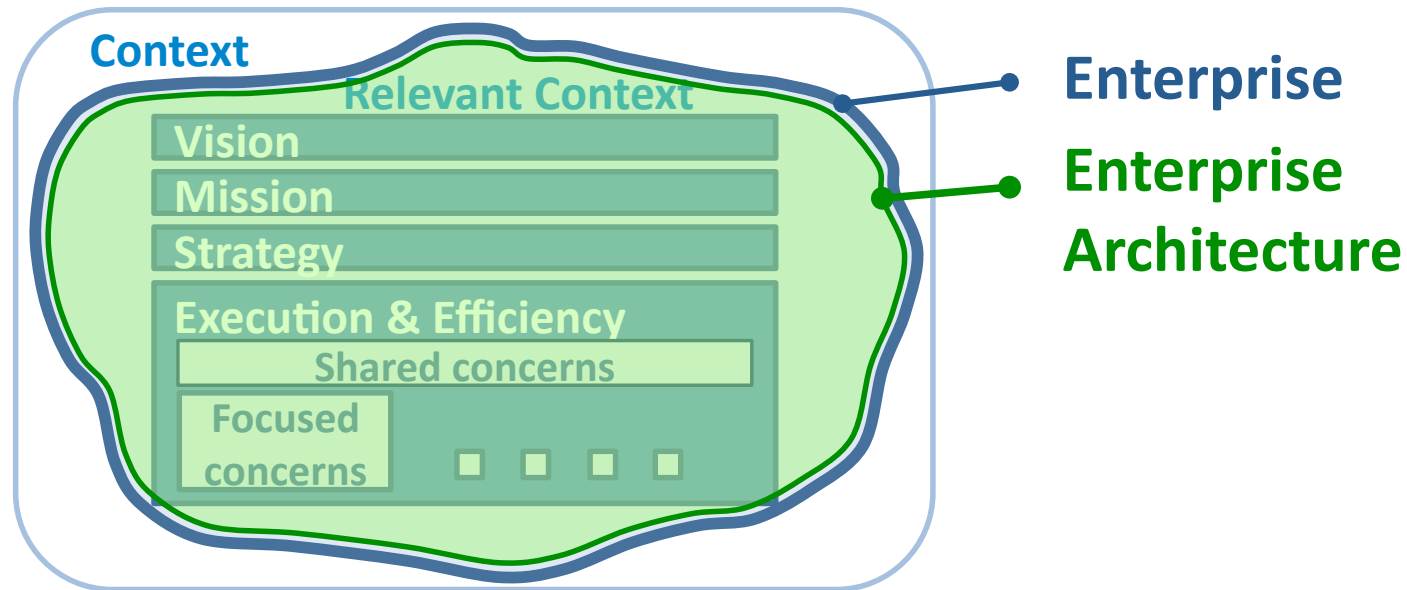 Context
Relevant Context
Vision
Mission
Strategy
Execution & Efficiency
Shared concerns
Focused
concerns
Enterprise
Enterprise
Architecture